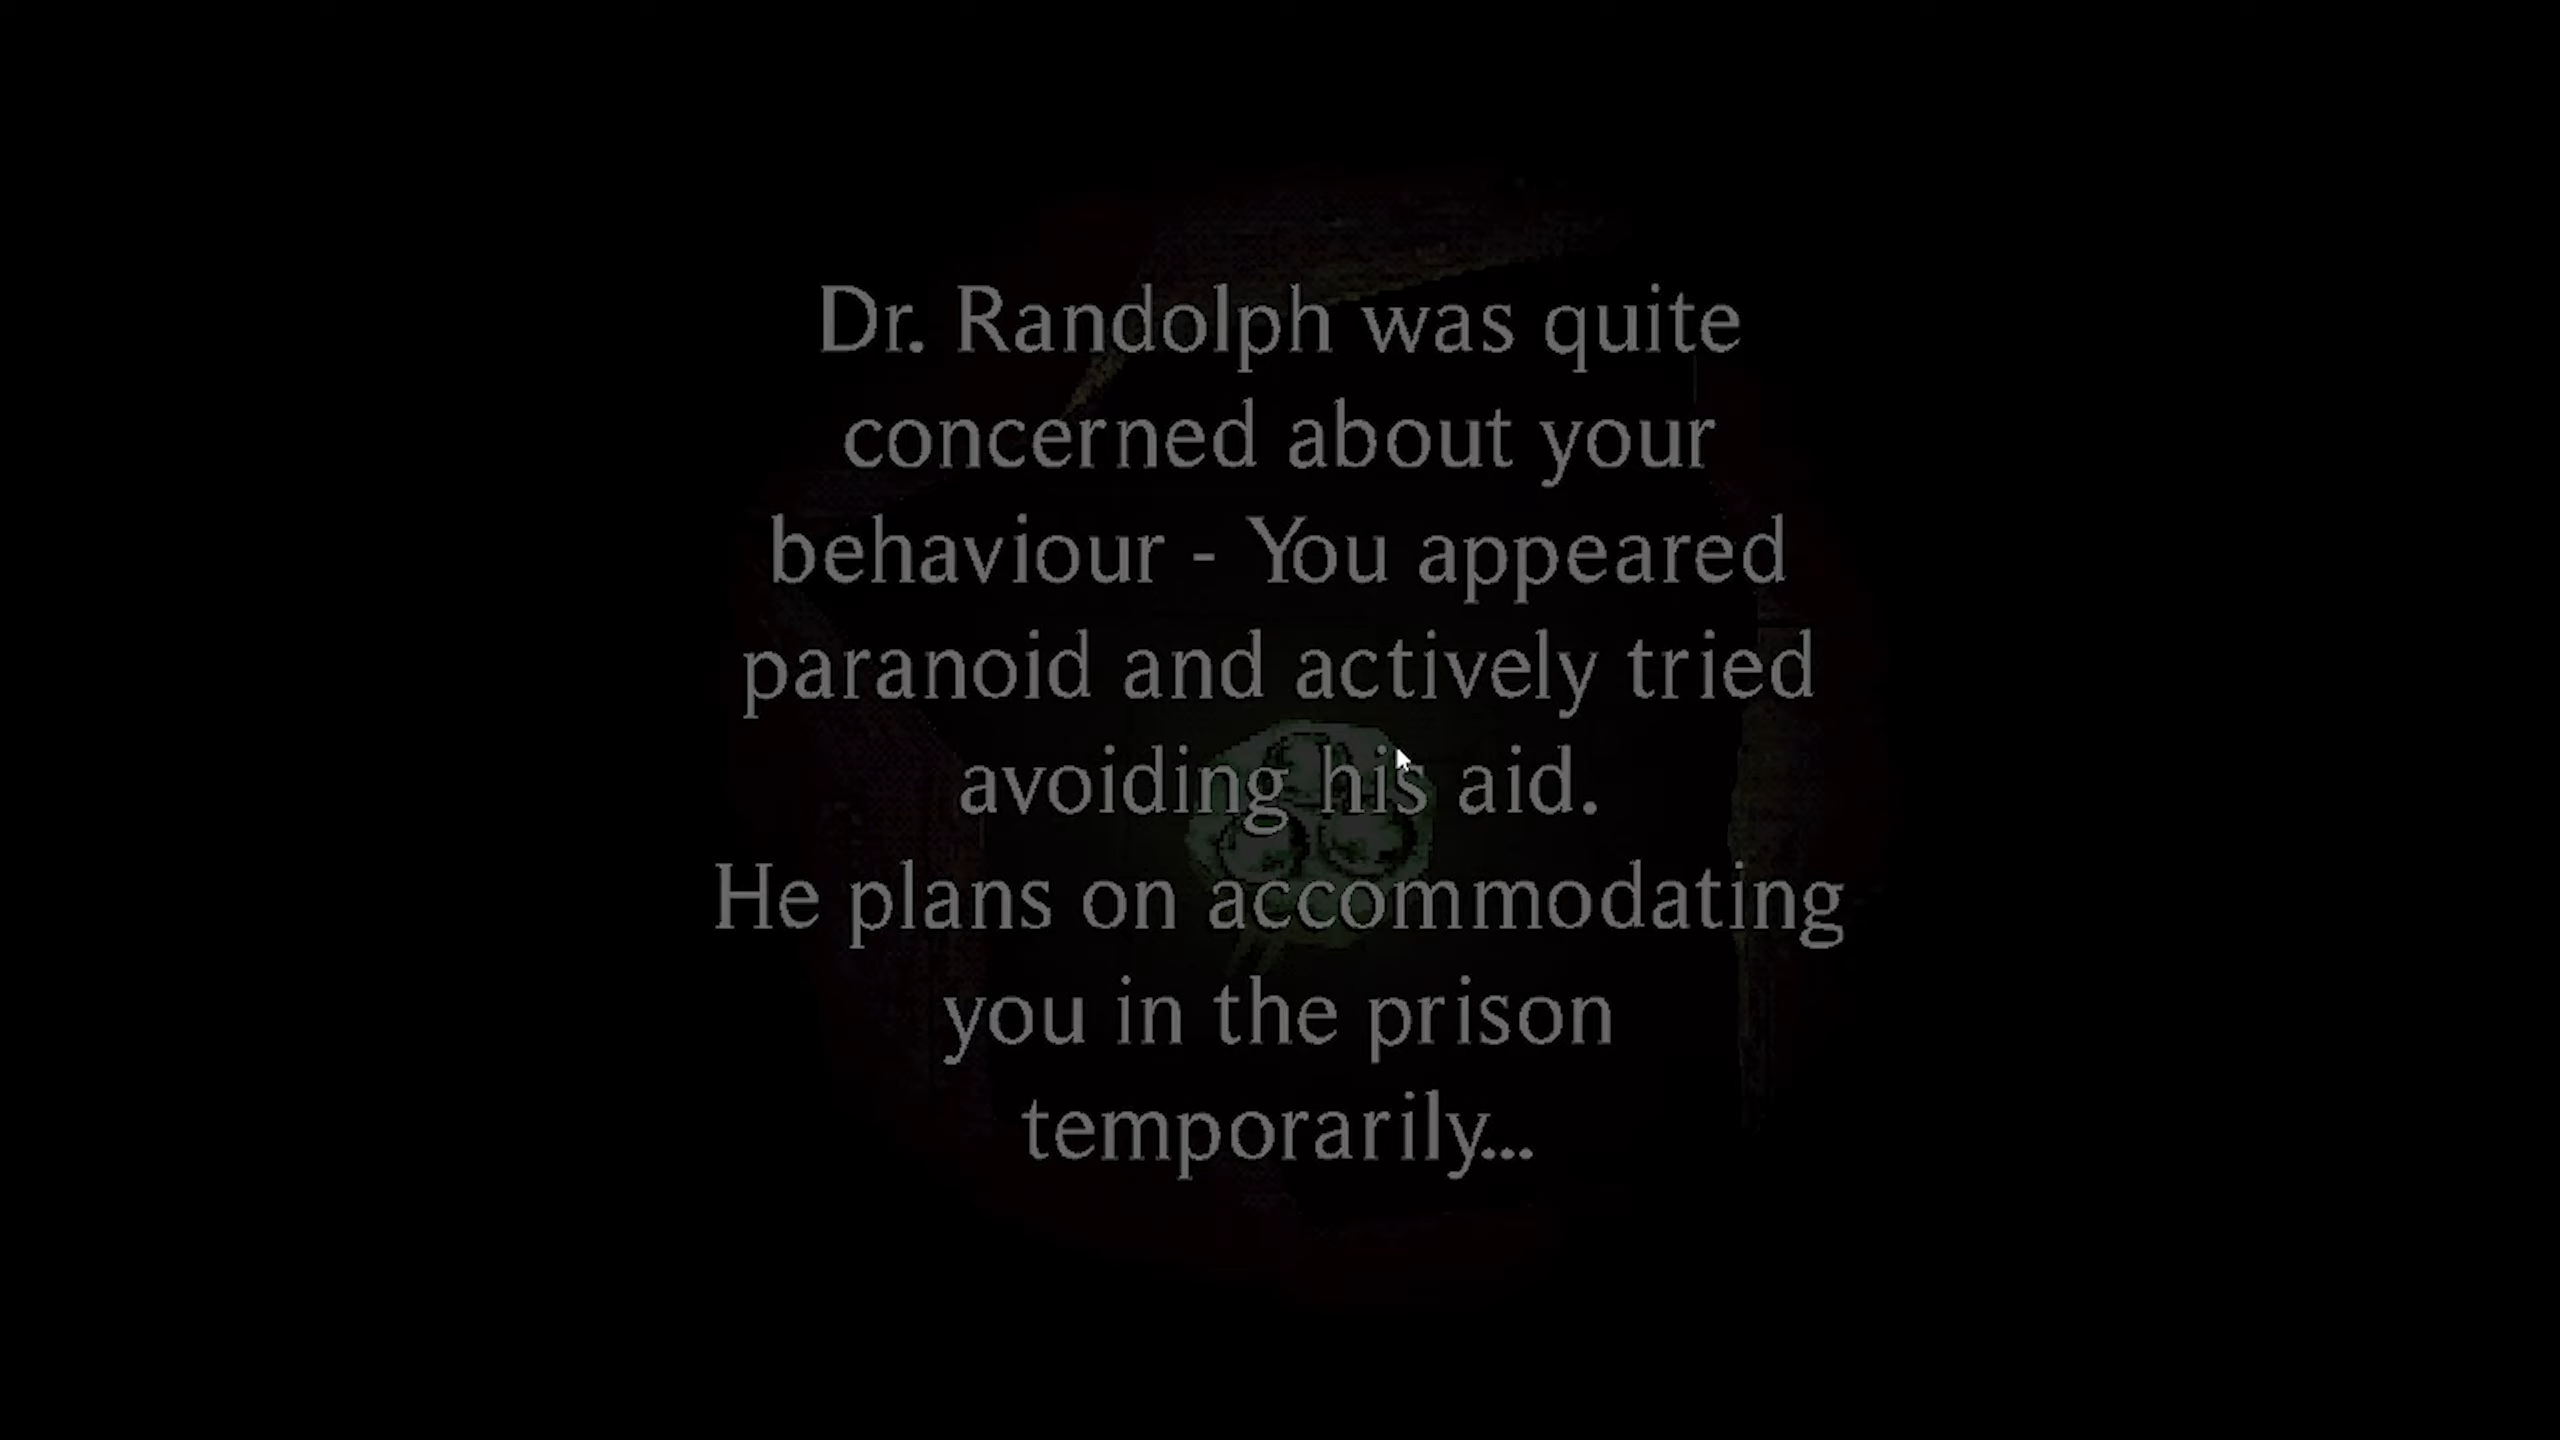 Dr. Randolph was quite
concerned about your
behaviour - You appeared
paranoid and actively tried
avoiding his aid.
He plans on accommodating
you in the prison
temporarily...